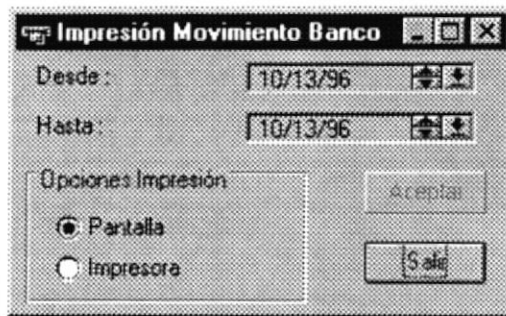 Impresión Movimiento Banco
Desde: 10/13/96
Hasta: 10/13/96
Opciones Impresión
Pantalla
Impresora
Aceptar
Salir